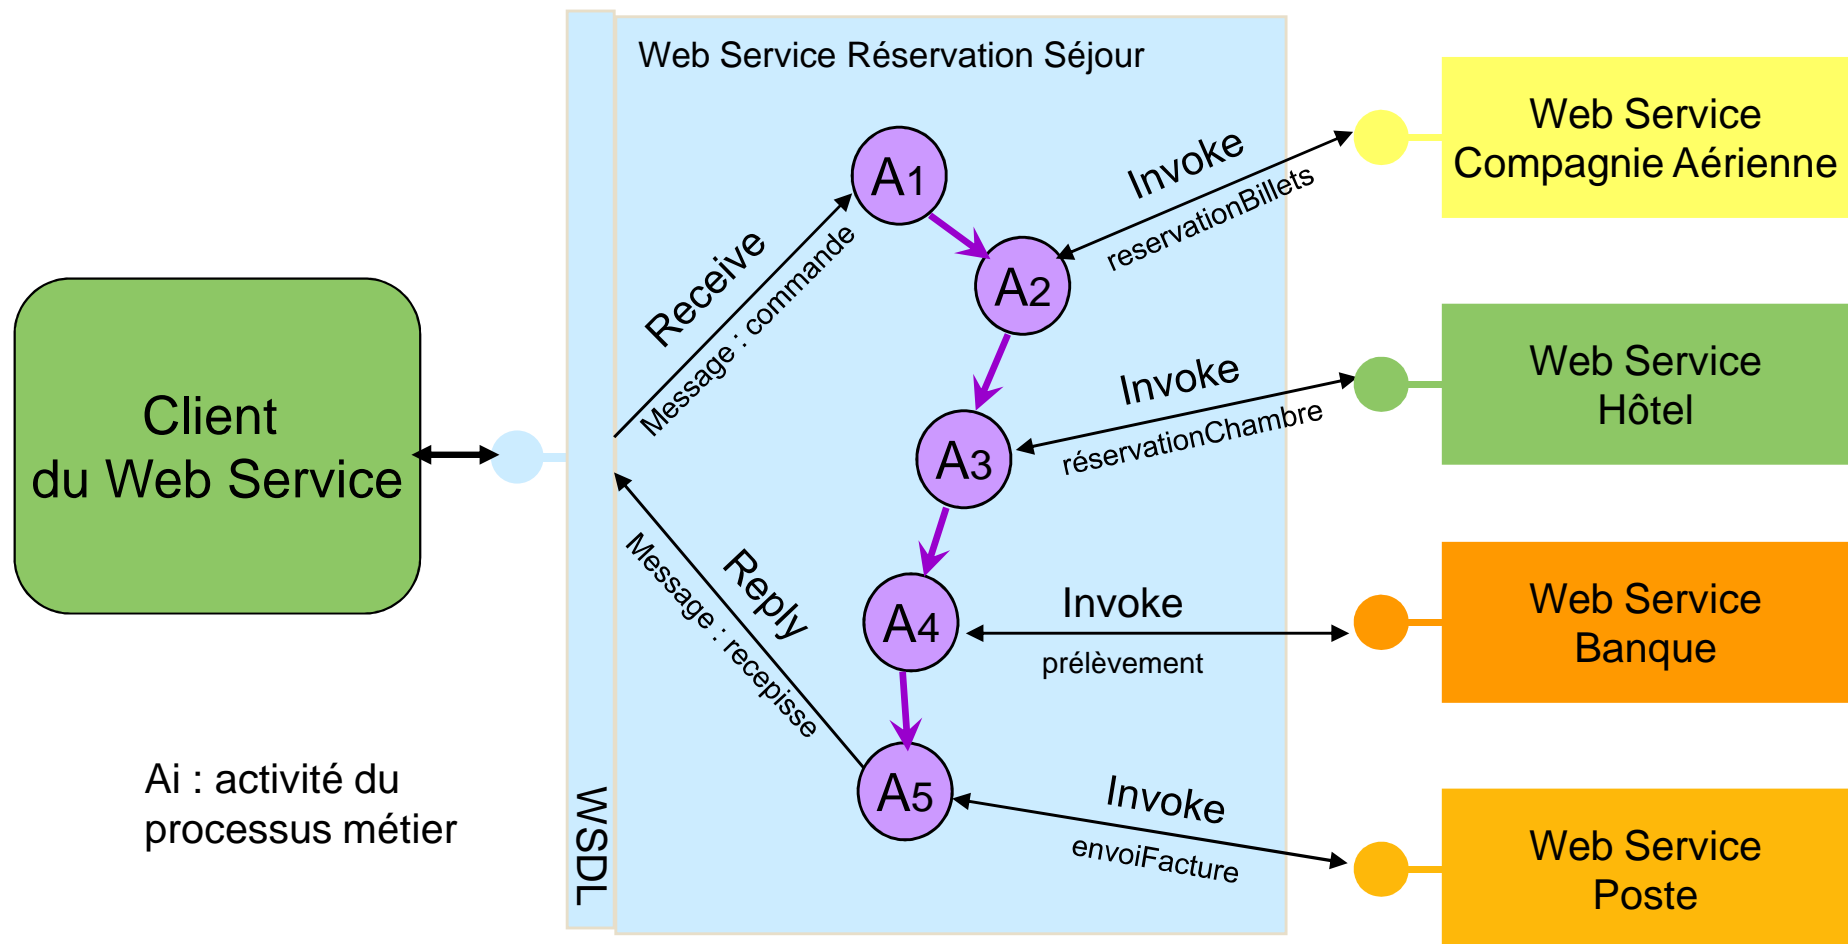 Web Service Réservation Séjour
Client
du Web Service
WSDL
Receive
Message : commande
Reply
Message : recepisse
A1
A2
A3
A4
A5
Invoke
reservationBillets
Invoke
réservationChambre
Invoke
prélèvement
Invoke
envoiFacture
Web Service
Compagnie Aérienne
Web Service
Hôtel
Web Service
Banque
Web Service
Poste
Ai : activité du
processus métier